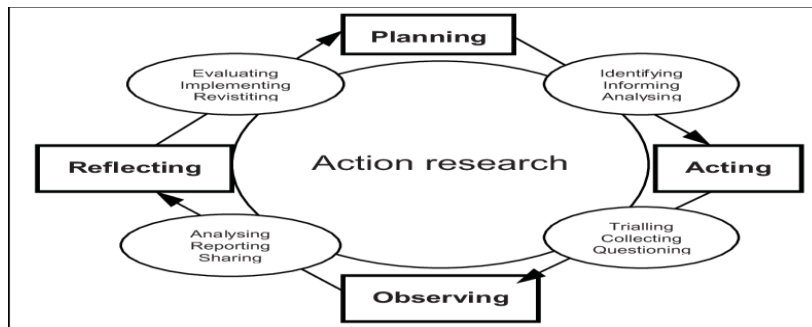 Planning
Evaluating
Implementing
Revistiting
Identifying
Informing
Analysing
Reflecting
Action research
Acting
Analysing
Reporting
Sharing
Trialling
Collecting
Questioning
Observing